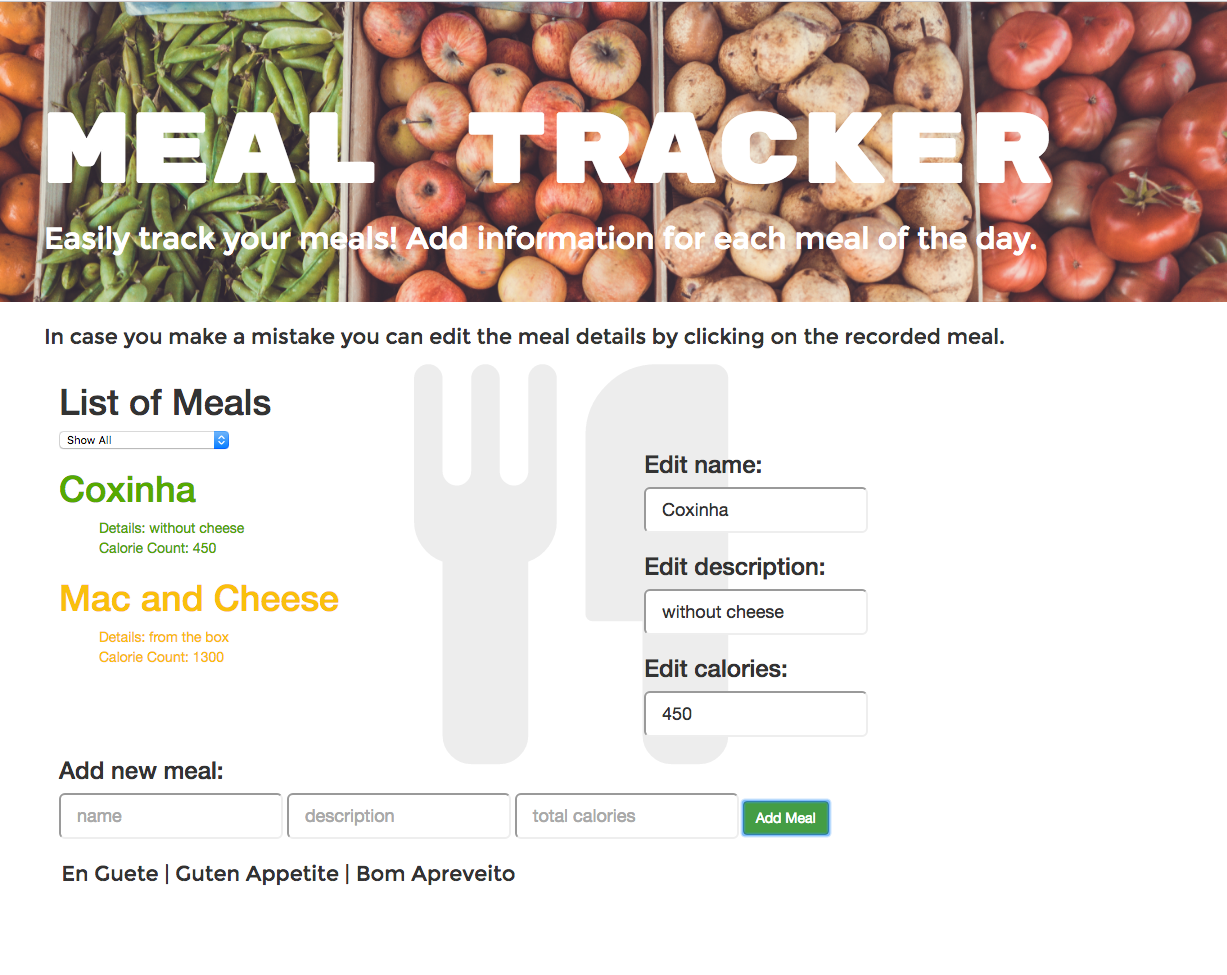 MEAL TRACKER
Easily track your meals! Add information for each meal of the day.
In case you make a mistake you can edit the meal details by clicking on the recorded meal.
List of Meals
Show All
Coxinha
Details: without cheese
Calorie Count: 450
Mac and Cheese
Details: from the box
Calorie Count: 1300
Edit name:
Coxinha
Edit description:
without cheese
Edit calories:
450
Add new meal:
name description total calories Add Meal
En Guete | Guten Appetite | Bom Apreveito